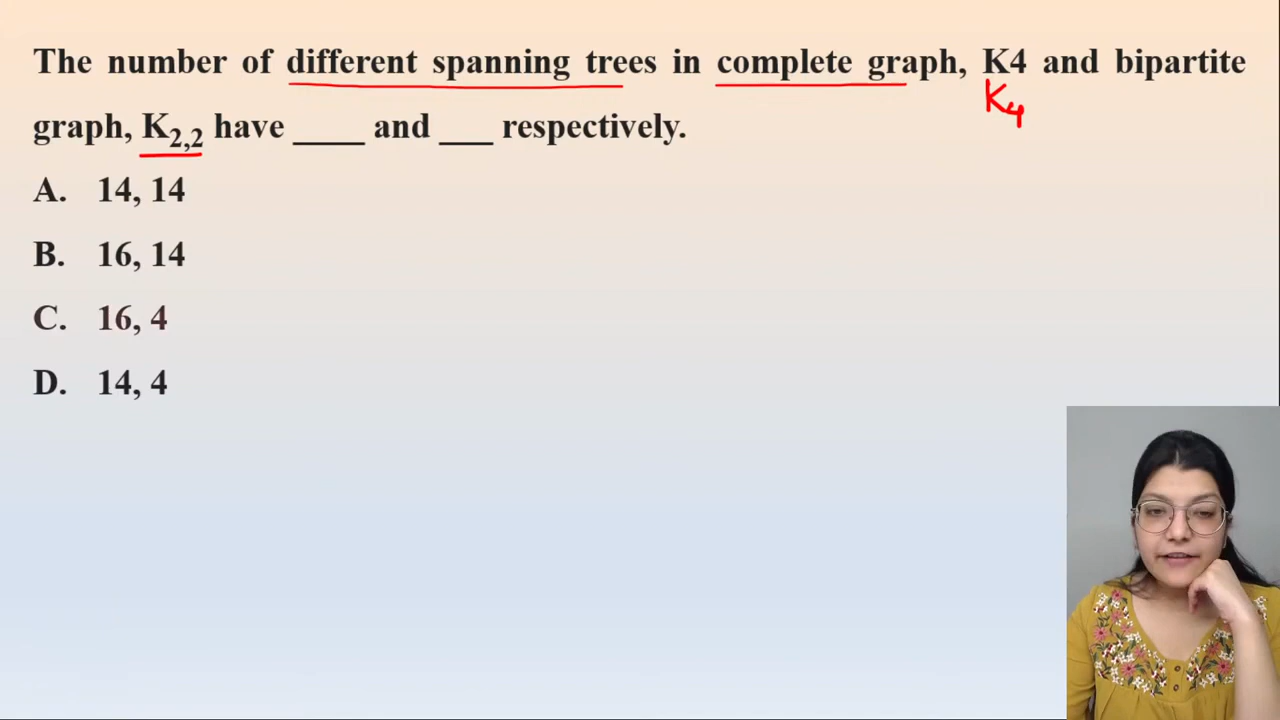 The number of different spanning trees in complete graph, K4 and bipartite
K₄
graph, K₂,₂ have ____ and ___ respectively.
A. 14, 14
B. 16, 14
C. 16, 4
D. 14, 4